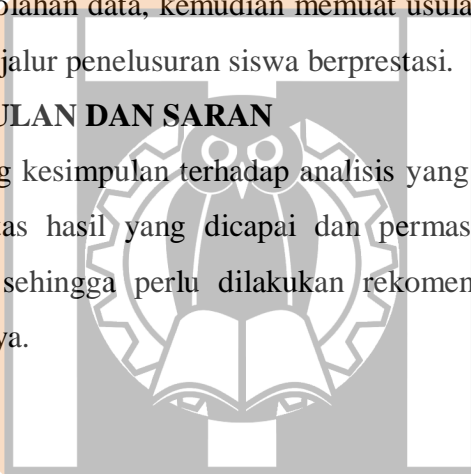 olahan data, kemudian memuat usula
jalur penelusuran siswa berprestasi.
ULAN DAN SARAN
g kesimpulan terhadap analisis yang
as hasil yang dicapai dan permas
sehingga perlu dilakukan rekomen
ya.